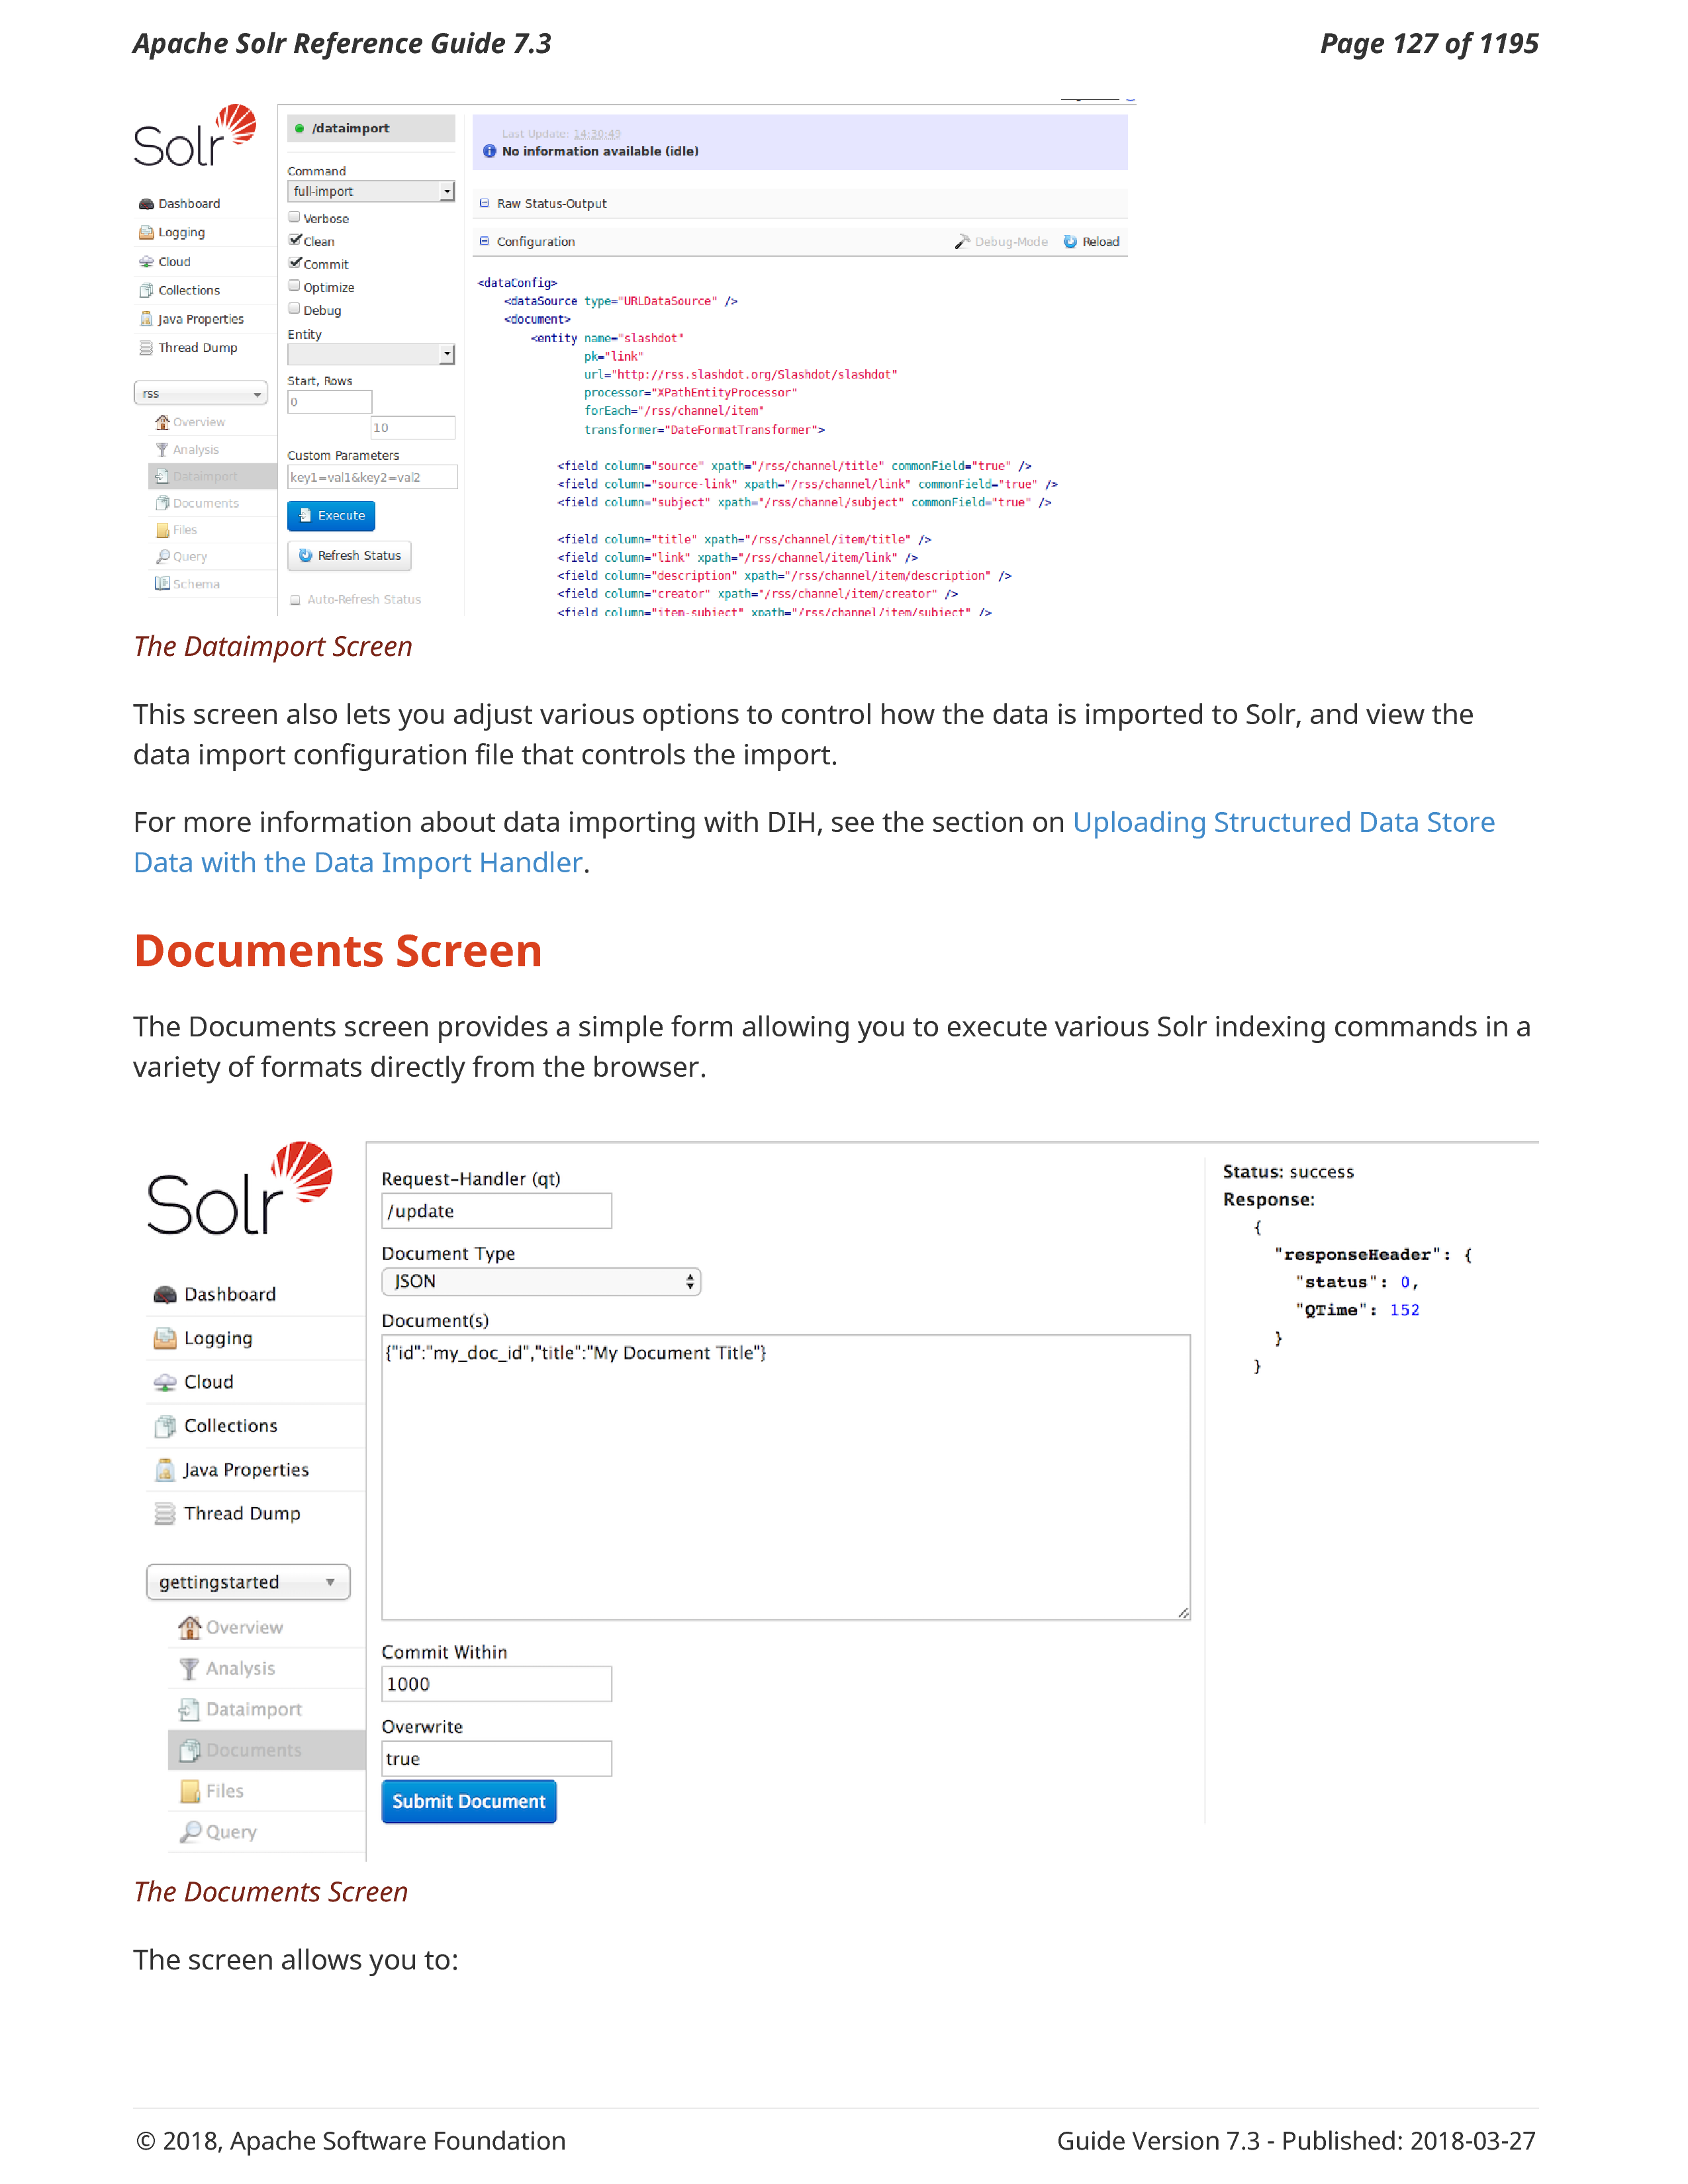 Apache Solr Reference Guide 7.3
Page 127 of 1195
Solr
Dashboard
Logging
Cloud
Collections
Java Properties
Thread Dump
rss
Overview
Analysis
Dataimport
Documents
Files
Query
Schema
/dataimport
Command
full-import
Verbose
Clean
Commit
Optimize
Debug
Entity
Start, Rows
0
10
Custom Parameters
key1=val1&key2=val2
Execute
Refresh Status
Auto-Refresh Status
Last Update: 14:30:49
No information available (idle)
Raw Status-Output
Configuration
Debug-Mode
Reload
<dataConfig>
<dataSource type="URLDataSource" />
<document>
<entity name="slashdot"
pk="link"
url="http://rss.slashdot.org/Slashdot/slashdot"
processor="XPathEntityProcessor"
forEach="/rss/channel/item"
transformer="DateFormatTransformer">
<field column="source" xpath="/rss/channel/title" commonField="true" />
<field column="source-link" xpath="/rss/channel/link" commonField="true" />
<field column="subject" xpath="/rss/channel/subject" commonField="true" />
<field column="title" xpath="/rss/channel/item/title" />
<field column="link" xpath="/rss/channel/item/link" />
<field column="description" xpath="/rss/channel/item/description" />
<field column="creator" xpath="/rss/channel/item/creator" />
<field column="item-subject" xpath="/rss/channel/item/subject" />
The Dataimport Screen
This screen also lets you adjust various options to control how the data is imported to Solr, and view the
data import configuration file that controls the import.
For more information about data importing with DIH, see the section on Uploading Structured Data Store
Data with the Data Import Handler.
Documents Screen
The Documents screen provides a simple form allowing you to execute various Solr indexing commands in a
variety of formats directly from the browser.
Solr
Dashboard
Logging
Cloud
Collections
Java Properties
Thread Dump
gettingstarted
Overview
Analysis
Dataimport
Documents
Files
Query
Request-Handler (qt)
/update
Document Type
JSON
Document(s)
{"id":"my_doc_id","title":"My Document Title"}
Commit Within
1000
Overwrite
true
Submit Document
Status: success
Response:
{
"responseHeader": {
"status": 0,
"QTime": 152
}
}
The Documents Screen
The screen allows you to:
© 2018, Apache Software Foundation
Guide Version 7.3 - Published: 2018-03-27